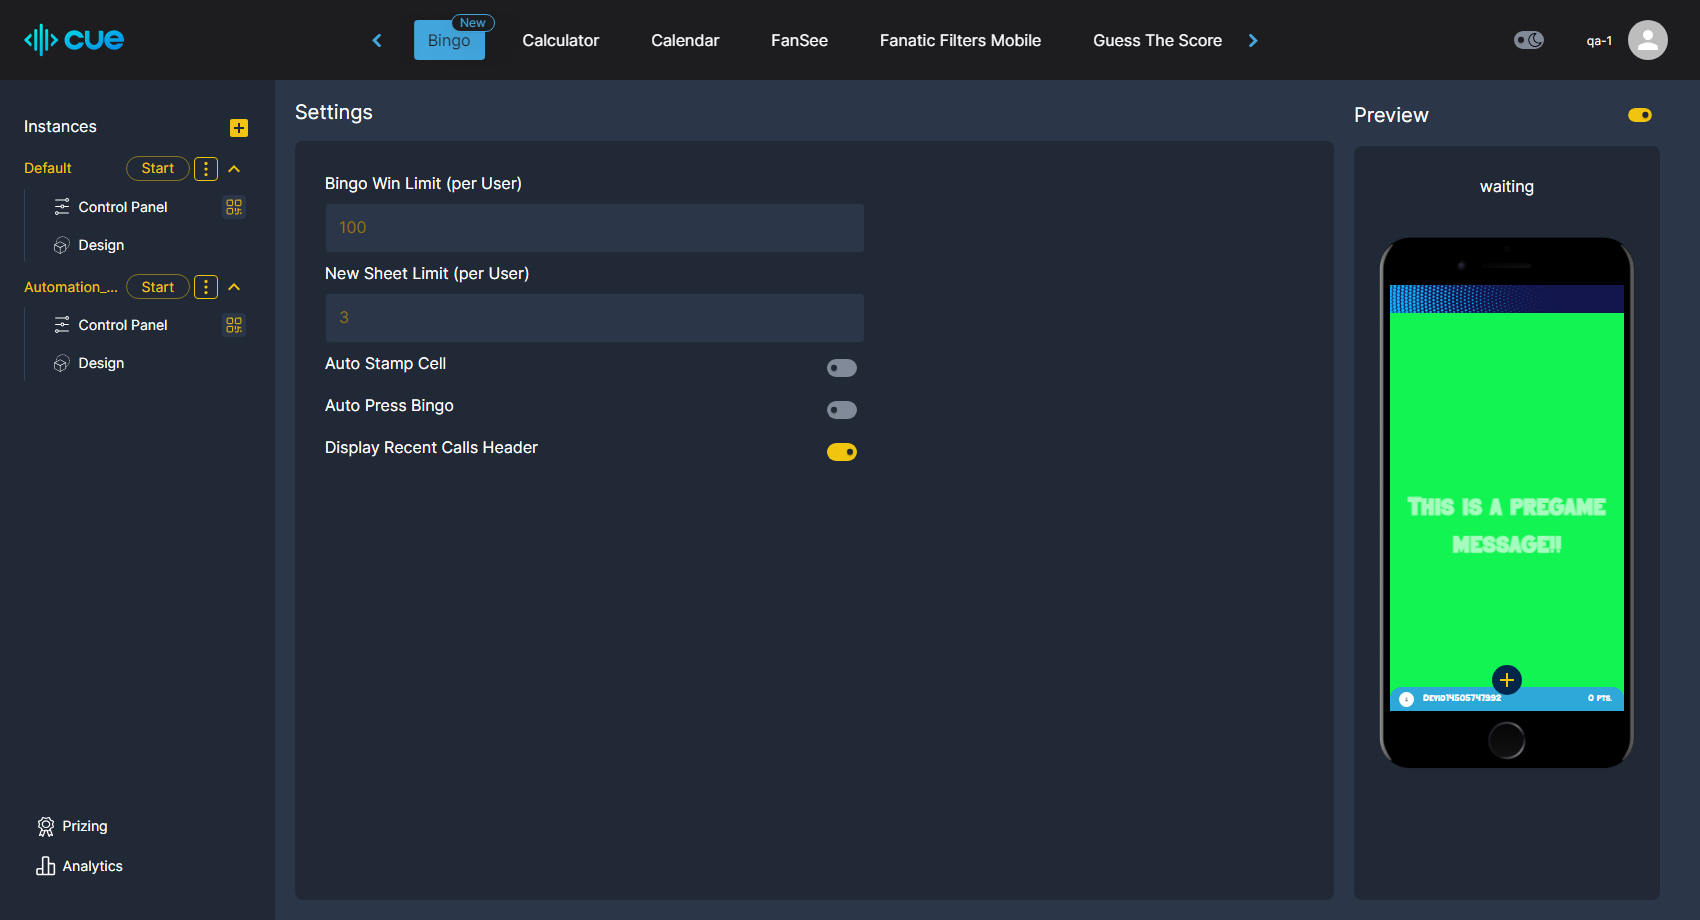 cue
Bingo
New
Calculator
Calendar
FanSee
Fanatic Filters Mobile
Guess The Score
qa-1
Instances
Default
Start
Control Panel
Design
Automation_...
Start
Control Panel
Design
Prizing
Analytics
Settings
Bingo Win Limit (per User)
100
New Sheet Limit (per User)
3
Auto Stamp Cell
Auto Press Bingo
Display Recent Calls Header
Preview
waiting
THIS IS A PREGAME
MESSAGE!!
DEVID14505747992
0 PTS.